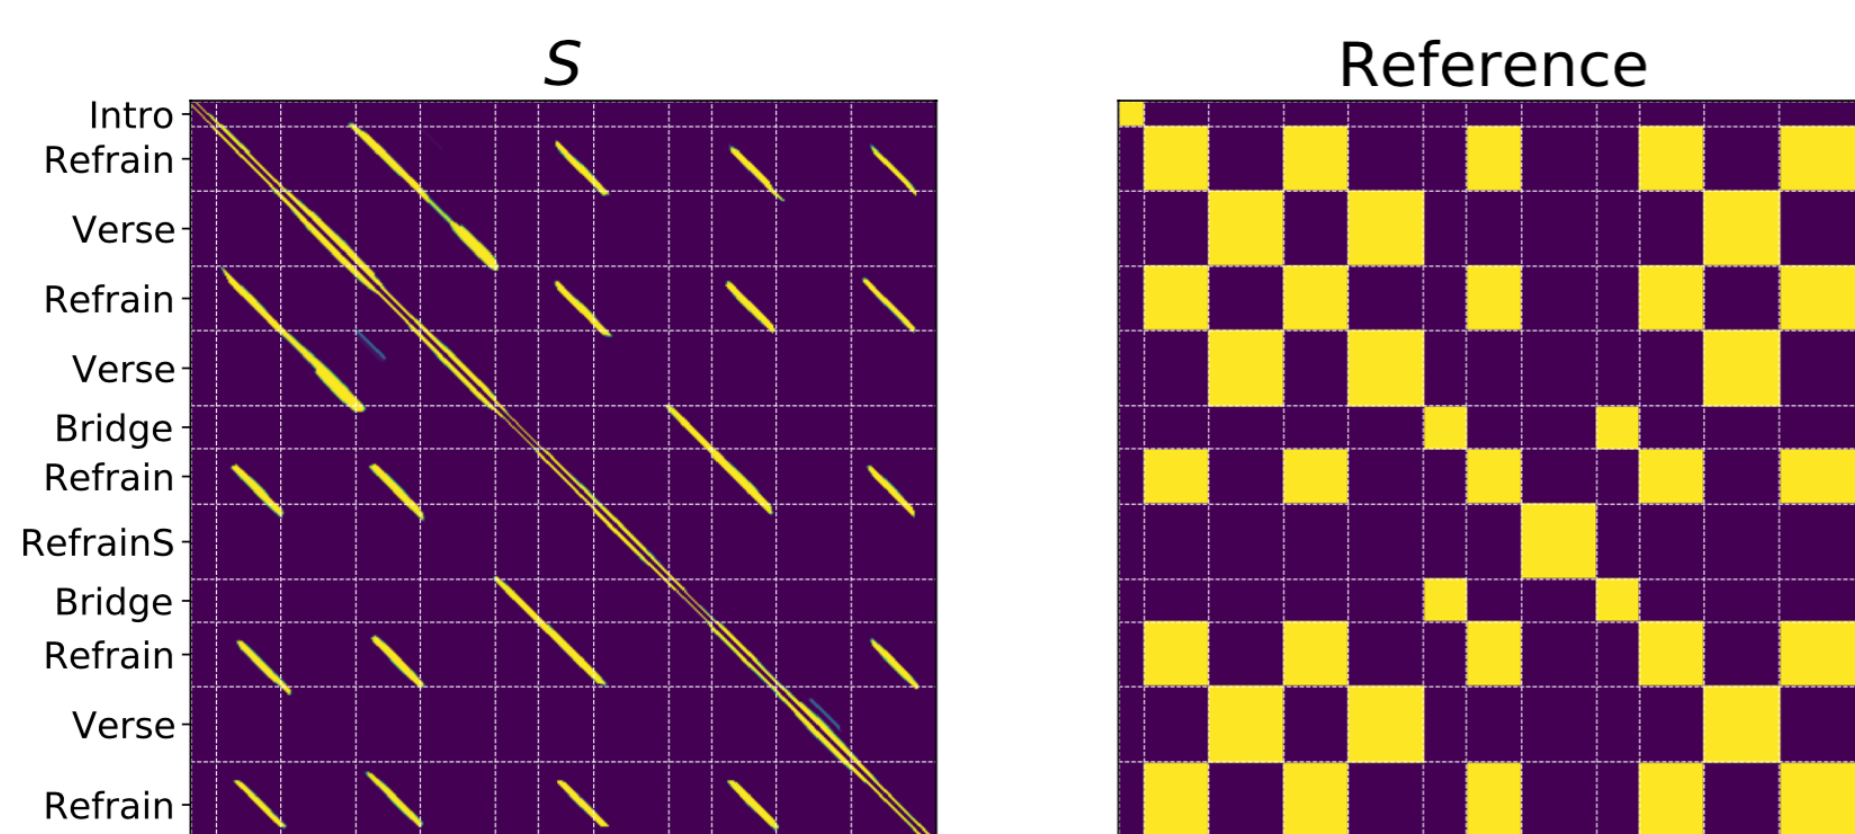 S
Reference
Intro
Refrain
Verse
Refrain
Verse
Bridge
Refrain
RefrainS
Bridge
Refrain
Verse
Refrain